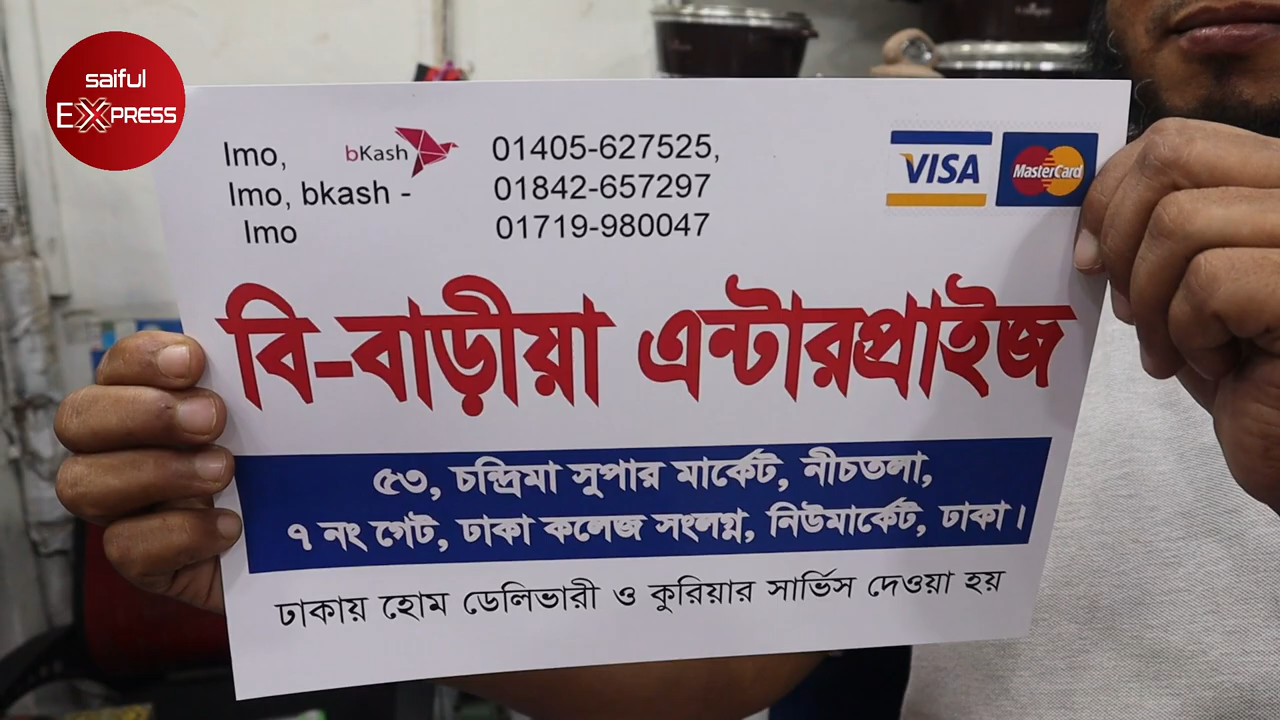 saiful
EXPRESS
Imo, bKash 01405-627525,
Imo, bkash - 01842-657297
Imo 01719-980047
VISA MasterCard
বি-বাড়ীয়া এন্টারপ্রাইজ
৫৩, চন্দ্রিমা সুপার মার্কেট, নীচতলা,
৭ নং গেট, ঢাকা কলেজ সংলগ্ন, নিউমার্কেট, ঢাকা।
ঢাকায় হোম ডেলিভারী ও কুরিয়ার সার্ভিস দেওয়া হয়